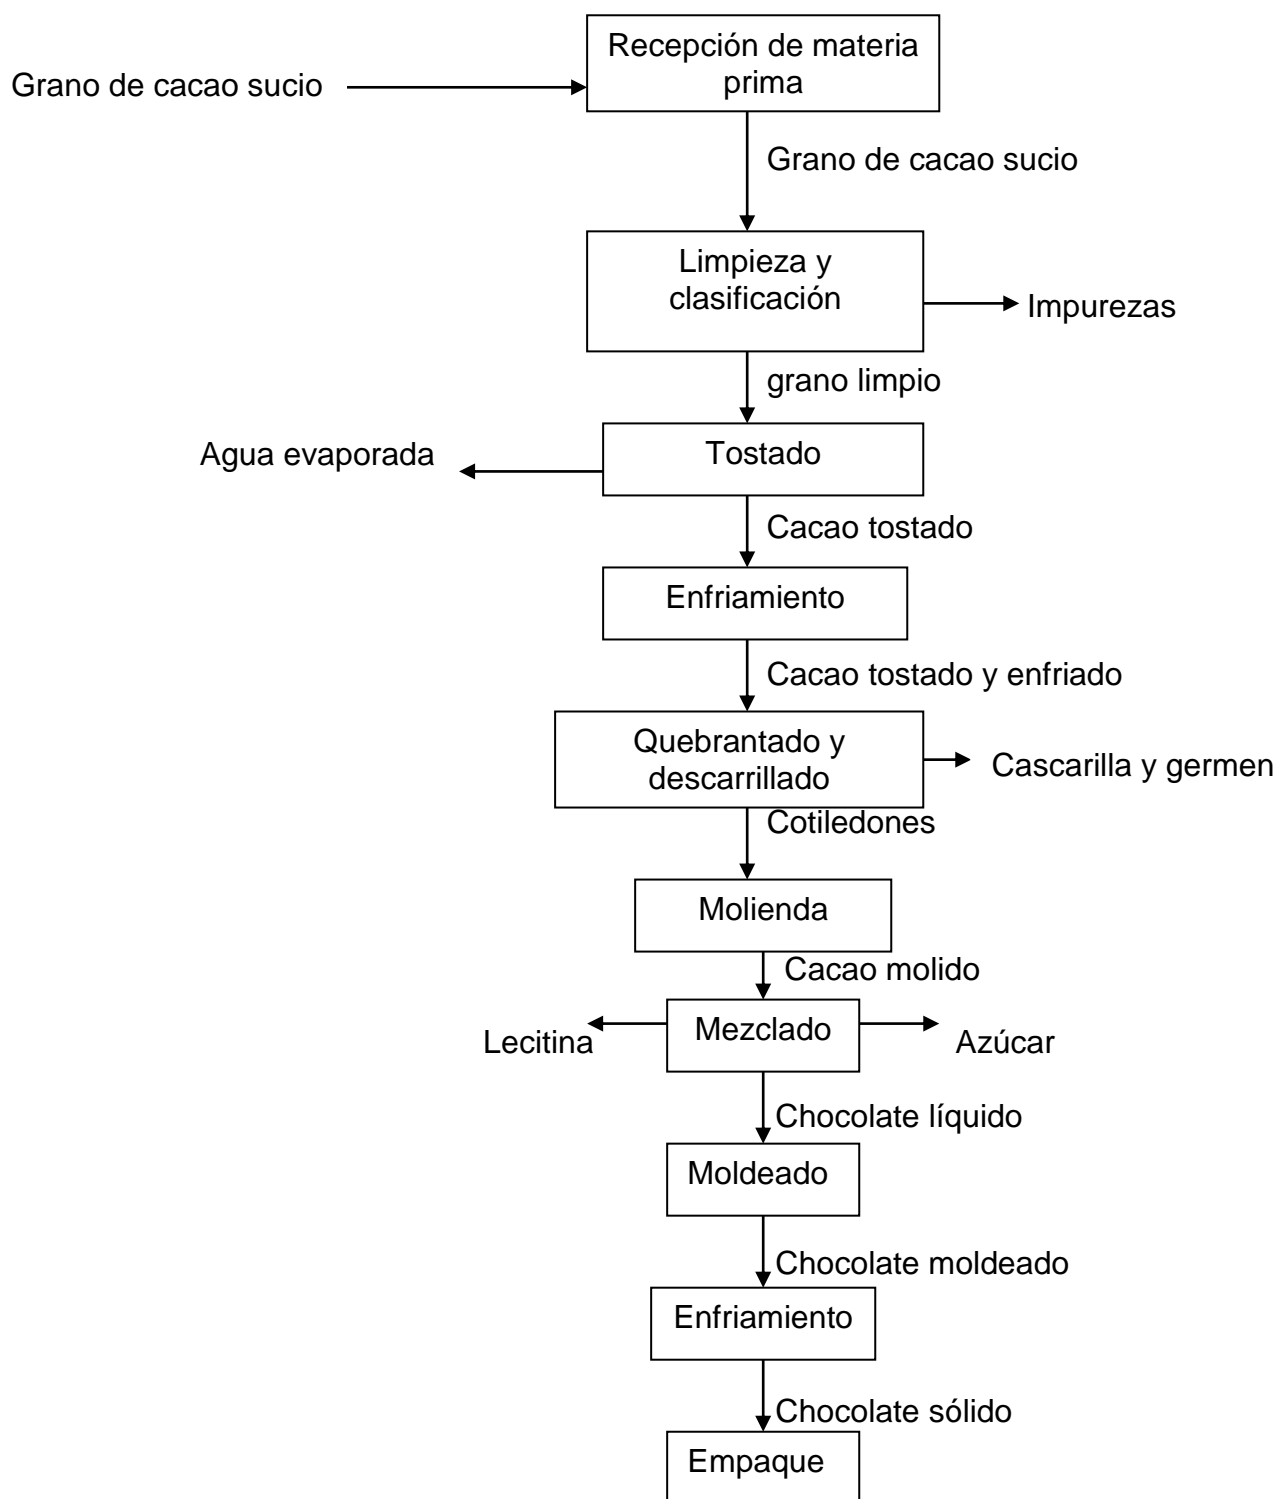 Recepción de materia
prima
Grano de cacao sucio
Grano de cacao sucio
Limpieza y
clasificación
Impurezas
grano limpio
Agua evaporada
Tostado
Cacao tostado
Enfriamiento
Cacao tostado y enfriado
Quebrantado y
descarrillado
Cascarilla y germen
Cotiledones
Molienda
Cacao molido
Lecitina
Mezclado
Azúcar
Chocolate líquido
Moldeado
Chocolate moldeado
Enfriamiento
Chocolate sólido
Empaque